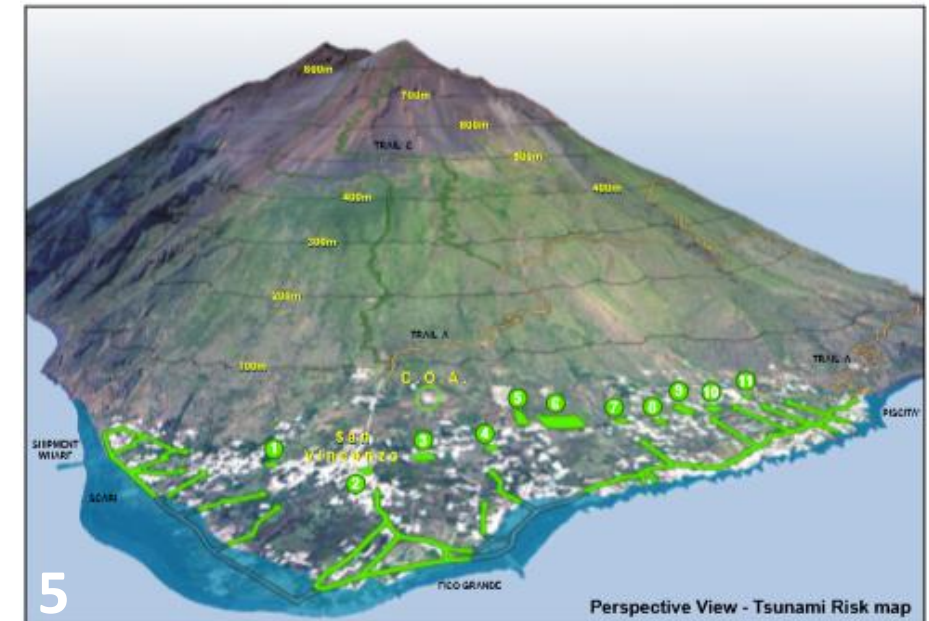 800m
700m
600m
TRAIL C
500m
400m
400m
300m
200m
TRAIL A
100m
C. O. A.
TRAIL A
11
9
10
5
6
7
8
PISCITA'
San
Vincenzo
4
3
1
SHIPMENT
WHARF
2
SCARI
FICO GRANDE
5
Perspective View - Tsunami Risk map